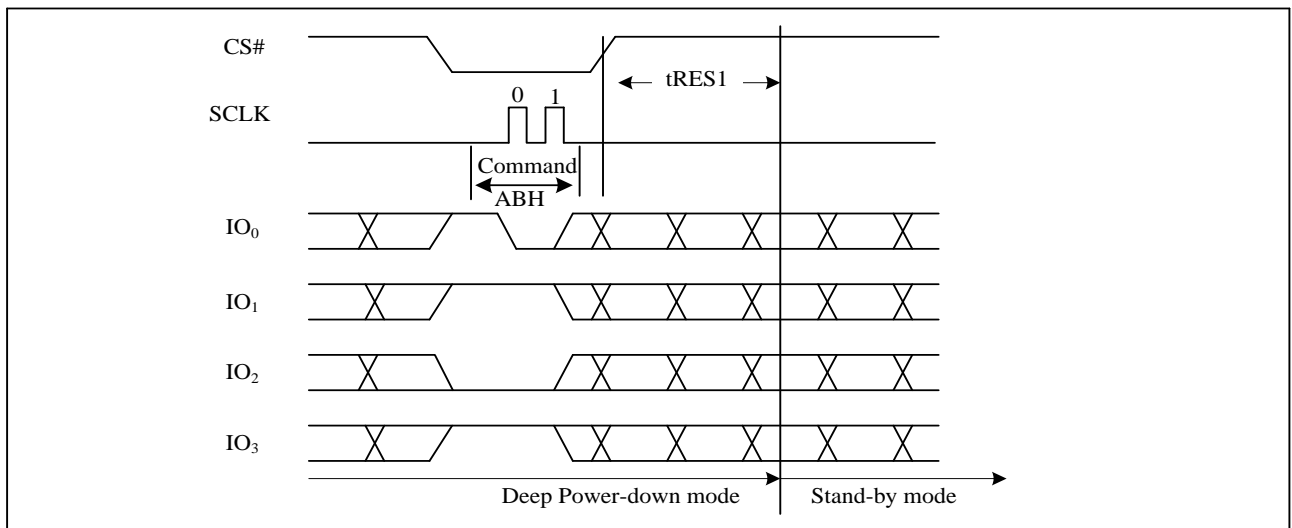 CS#
tRES1
0 1
SCLK
Command
ABH
IO₀
IO₁
IO₂
IO₃
Deep Power-down mode Stand-by mode